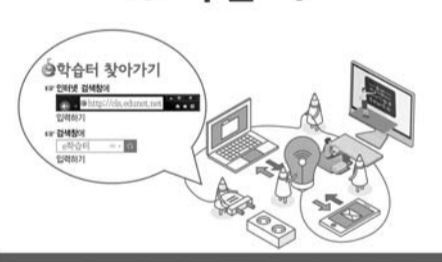 e학습터 찾아가기
인터넷 검색창에
http://cls.edunet.net
입력하기
검색창에
e학습터
입력하기